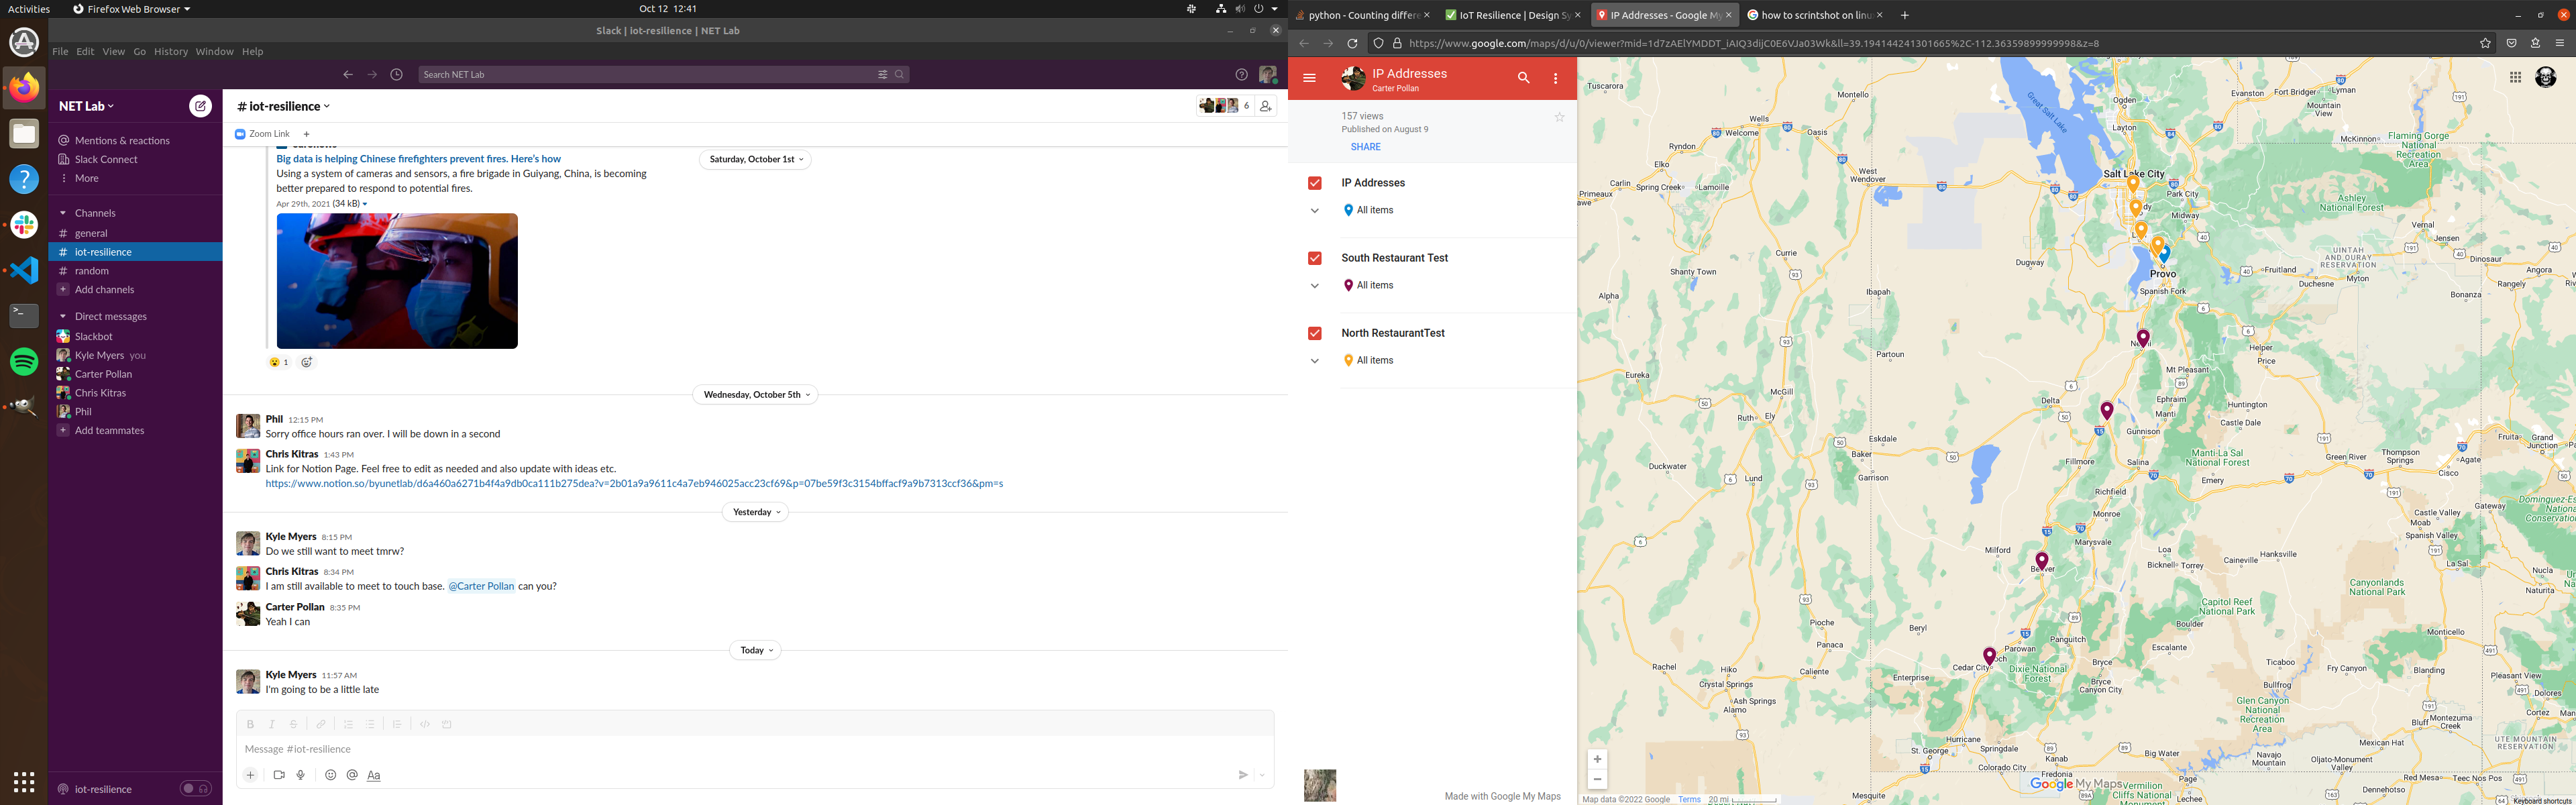 Activities
Firefox Web Browser
Oct 12 12:41
Slack | iot-resilience | NET Lab
File Edit View Go History Window Help
Search NET Lab
NET Lab
Mentions & reactions
Slack Connect
More
Channels
# general
# iot-resilience
# random
+ Add channels
Direct messages
Slackbot
Kyle Myers you
Carter Pollan
Chris Kitras
Phil
+ Add teammates
iot-resilience
# iot-resilience
6
Zoom Link +
Saturday, October 1st
Big data is helping Chinese firefighters prevent fires. Here's how
Using a system of cameras and sensors, a fire brigade in Guiyang, China, is becoming
better prepared to respond to potential fires.
Apr 29th, 2021 (34 kB)
1
Wednesday, October 5th
Phil 12:15 PM
Sorry office hours ran over. I will be down in a second
Chris Kitras 1:43 PM
Link for Notion Page. Feel free to edit as needed and also update with ideas etc.
https://www.notion.so/byunetlab/d6a460a6271b4f4a9db0ca111b275dea?v=2b01a9a9611c4a7eb946025acc23cf69&p=07be59f3c3154bffacf9a9b7313ccf36&pm=s
Yesterday
Kyle Myers 8:15 PM
Do we still want to meet tmrw?
Chris Kitras 8:34 PM
I am still available to meet to touch base. @Carter Pollan can you?
Carter Pollan 8:35 PM
Yeah I can
Today
Kyle Myers 11:57 AM
I'm going to be a little late
Message #iot-resilience
Aa
python - Counting differe
IoT Resilience | Design Sy
IP Addresses - Google My
how to scrintshot on linu
https://www.google.com/maps/d/u/0/viewer?mid=1d7zAElYMDDT_iAIQ3dijC0E6VJa03Wk&ll=39.194144241301665%2C-112.36359899999998&z=8
IP Addresses
Carter Pollan
157 views
Published on August 9
SHARE
IP Addresses
All items
South Restaurant Test
All items
North RestaurantTest
All items
Made with Google My Maps
Tuscarora
Montello
Great Salt Lake
Ogden
Layton
Evanston
Fort Bridger
Lyman
Mountain View
McKinnon
Flaming Gorge National Recreation Area
Wells
Welcome
Oasis
Ryndon
Elko
Carlin
Spring Creek
Lamoille
West Wendover
Salt Lake City
Park City
Midway
Ashley National Forest
Vernal
Jensen
Primeaux
Currie
Dugway
Provo
Spanish Fork
Fruitland
Duchesne
Myton
UINTAH AND OURAY RESERVATION
Angora
Bonanza
Rangely
Shanty Town
Ibapah
Alpha
Partoun
Helper
Price
Eureka
McGill
Mt Pleasant
Delta
Ephraim
Manti
Huntington
Castle Dale
Ruth
Ely
Gunnison
Eskdale
Baker
Garrison
Fillmore
Salina
Manti-La Sal National Forest
Green River
Thompson Springs
Cisco
Fruita
Grand Junction
Duckwater
Lund
Richfield
Emery
Monroe
Marysvale
Milford
Loa
Bicknell
Torrey
Caineville
Hanksville
Castle Valley
Moab
Spanish Valley
Gateway
Dominguez-Es
National Conservation
La Sal
Nucla
Naturita
Canyonlands National Park
Capitol Reef National Park
Boulder
Pioche
Panaca
Caliente
Beryl
Cedar City
Parowan
Panguitch
Dixie National Forest
Bryce
Bryce Canyon City
Escalante
Monticello
Rachel
Hiko
Crystal Springs
Ash Springs
Alamo
Enterprise
Ticaboo
Bullfrog
Fry Canyon
Blanding
Pleasant View
Dolores
Glen Canyon National Recreation Area
Bluff
Montezuma Creek
Cortez
Man
UTE MOUNTAIN RESERVATION
St. George
Hurricane
Springdale
Kanab
Big Water
Page
Navajo Mountain
Oljato-Monument Valley
Mexican Hat
Red Mesa
Teec Nos Pos
Colorado City
Fredonia
Mesquite
Vermilion Cliffs National
Lechee
Dennehotso
Google My Maps
Map data ©2022 Google
Terms
20 mi
Keyboard shortcuts